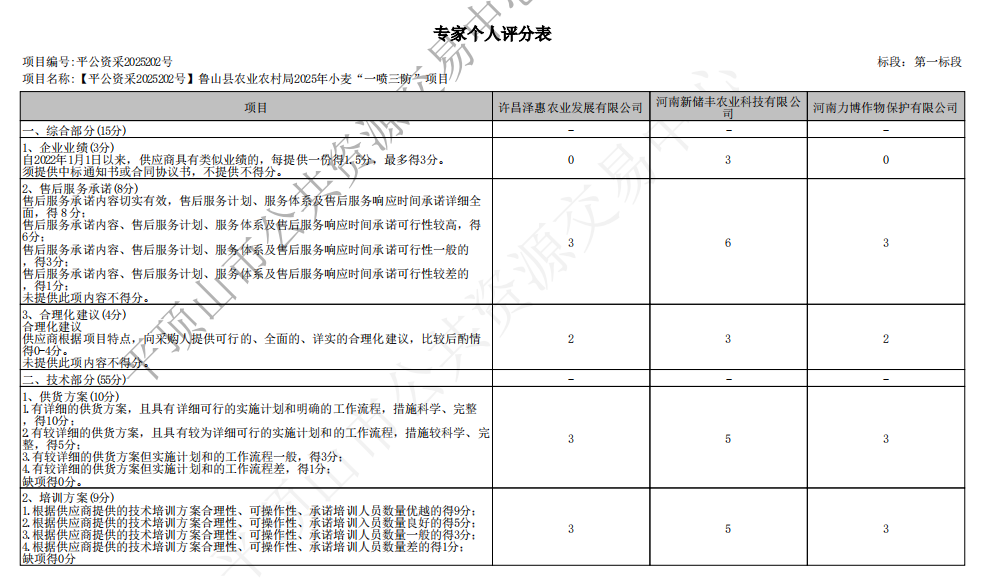 专家个人评分表
项目编号:平公资采2025202号
标段：第一标段
项目名称:【平公资采2025202号】鲁山县农业农村局2025年小麦“一喷三防”项目
项目 许昌泽惠农业发展有限公司 河南新储丰农业科技有限公司 河南力博作物保护有限公司
一、综合部分(15分) - - -
1、企业业绩(3分)
自2022年1月1日以来，供应商具有类似业绩的，每提供一份得1.5分，最多得3分。
须提供中标通知书或合同协议书，不提供不得分。
0 3 0
2、售后服务承诺(8分)
售后服务承诺内容切实有效，售后服务计划、服务体系及售后服务响应时间承诺详细全
面，得８分；
售后服务承诺内容、售后服务计划、服务体系及售后服务响应时间承诺可行性较高，得
6分；
售后服务承诺内容、售后服务计划、服务体系及售后服务响应时间承诺可行性一般的
，得3分；
售后服务承诺内容、售后服务计划、服务体系及售后服务响应时间承诺可行性较差的
，得1分；
未提供此项内容不得分。
3 6 3
3、合理化建议(4分)
合理化建议
供应商根据项目特点，向采购人提供可行的、全面的、详实的合理化建议，比较后酌情
得0-4分。
未提供此项内容不得分。
2 3 2
二、技术部分(55分) - - -
1、供货方案(10分)
1.有详细的供货方案，且具有详细可行的实施计划和明确的工作流程，措施科学、完整
，得10分；
2.有较详细的供货方案，且具有较为详细可行的实施计划和的工作流程，措施较科学、完
整，得5分；
3.有较详细的供货方案但实施计划和的工作流程一般，得3分；
4.有较详细的供货方案但实施计划和的工作流程差，得1分；
缺项得0分。
3 5 3
2、培训方案(9分)
1.根据供应商提供的技术培训方案合理性、可操作性、承诺培训人员数量优越的得9分；
2.根据供应商提供的技术培训方案合理性、可操作性、承诺培训人员数量良好的得5分；
3.根据供应商提供的技术培训方案合理性、可操作性、承诺培训人员数量一般的得3分；
4.根据供应商提供的技术培训方案合理性、可操作性、承诺培训人员数量差的得1分；
缺项得0分
3 5 3
平顶山市公共资源交易中心
平顶山市公共资源交易中心